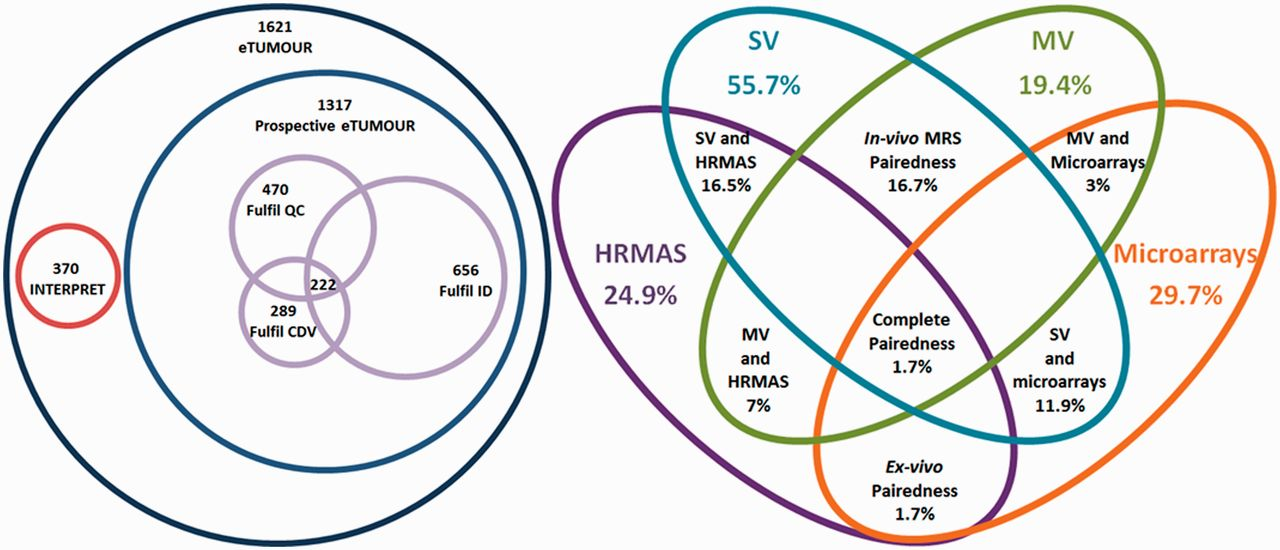 1621
eTUMOUR
1317
Prospective eTUMOUR
470
Fulfil QC
656
Fulfil ID
222
289
Fulfil CDV
370
INTERPRET
SV
55.7%
MV
19.4%
HRMAS
24.9%
Microarrays
29.7%
SV and
HRMAS
16.5%
In-vivo MRS
Pairedness
16.7%
MV and
Microarrays
3%
MV
and
HRMAS
7%
Complete
Pairedness
1.7%
SV
and
microarrays
11.9%
Ex-vivo
Pairedness
1.7%